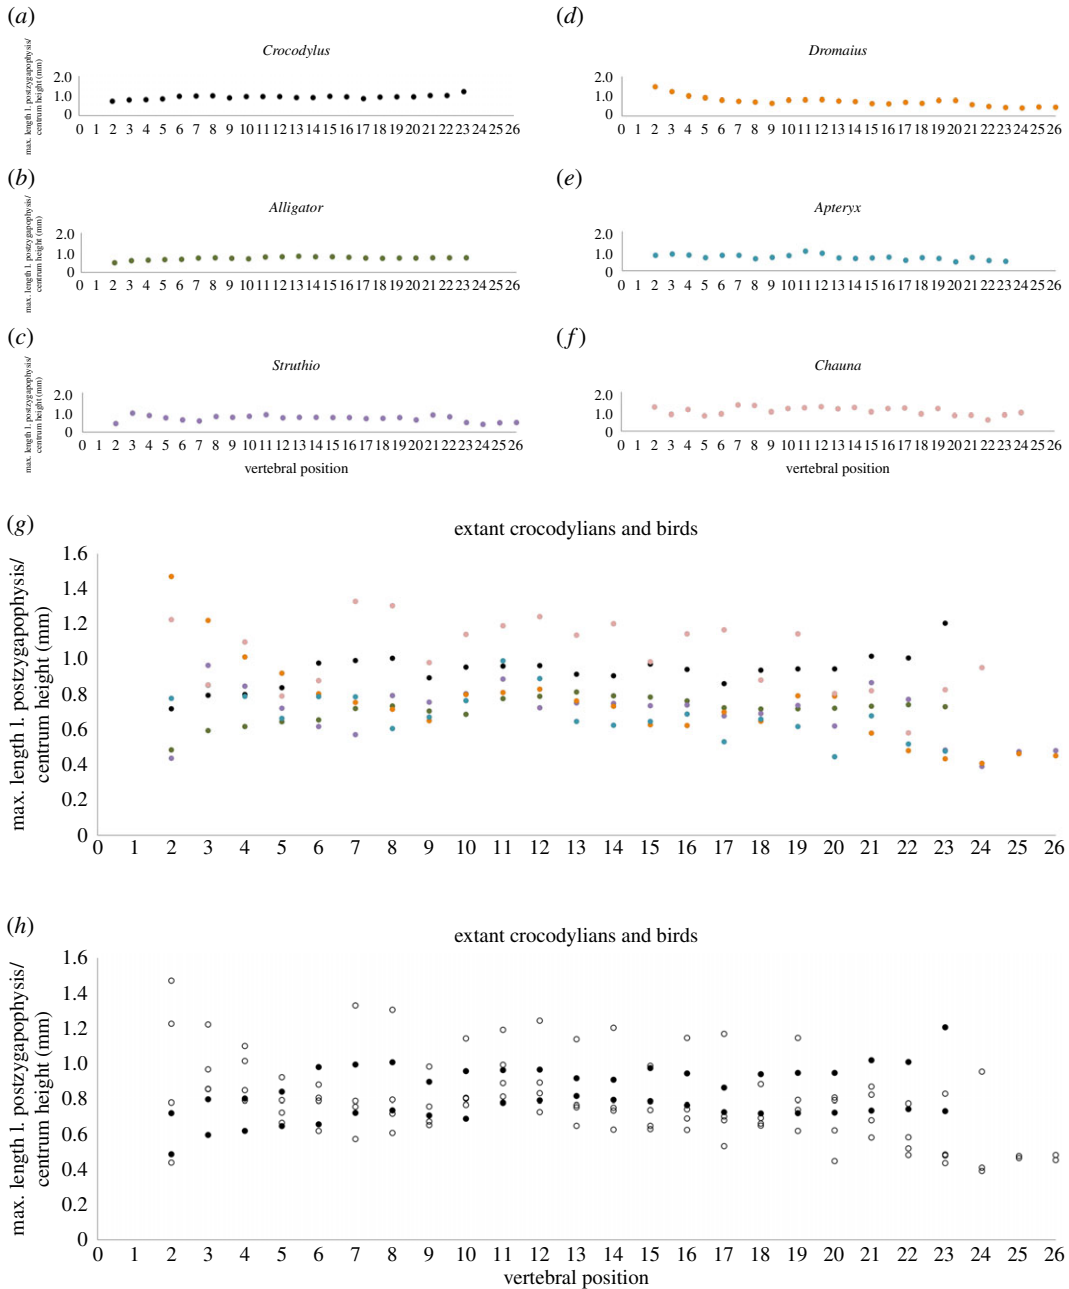 (a)
Crocodylus
max. length l. postzygapophysis/
centrum height (mm)
2.0
1.0
0
0 1 2 3 4 5 6 7 8 9 10 11 12 13 14 15 16 17 18 19 20 21 22 23 24 25 26
(d)
Dromaius
2.0
1.0
0
0 1 2 3 4 5 6 7 8 9 10 11 12 13 14 15 16 17 18 19 20 21 22 23 24 25 26
(b)
Alligator
max. length l. postzygapophysis/
centrum height (mm)
2.0
1.0
0
0 1 2 3 4 5 6 7 8 9 10 11 12 13 14 15 16 17 18 19 20 21 22 23 24 25 26
(e)
Apteryx
2.0
1.0
0
0 1 2 3 4 5 6 7 8 9 10 11 12 13 14 15 16 17 18 19 20 21 22 23 24 25 26
(c)
Struthio
max. length l. postzygapophysis/
centrum height (mm)
2.0
1.0
0
0 1 2 3 4 5 6 7 8 9 10 11 12 13 14 15 16 17 18 19 20 21 22 23 24 25 26
vertebral position
(f)
Chauna
2.0
1.0
0
0 1 2 3 4 5 6 7 8 9 10 11 12 13 14 15 16 17 18 19 20 21 22 23 24 25 26
vertebral position
(g)
extant crocodylians and birds
max. length l. postzygapophysis/
centrum height (mm)
1.6
1.4
1.2
1.0
0.8
0.6
0.4
0.2
0
0 1 2 3 4 5 6 7 8 9 10 11 12 13 14 15 16 17 18 19 20 21 22 23 24 25 26
(h)
extant crocodylians and birds
max. length l. postzygapophysis/
centrum height (mm)
1.6
1.4
1.2
1.0
0.8
0.6
0.4
0.2
0
0 1 2 3 4 5 6 7 8 9 10 11 12 13 14 15 16 17 18 19 20 21 22 23 24 25 26
vertebral position